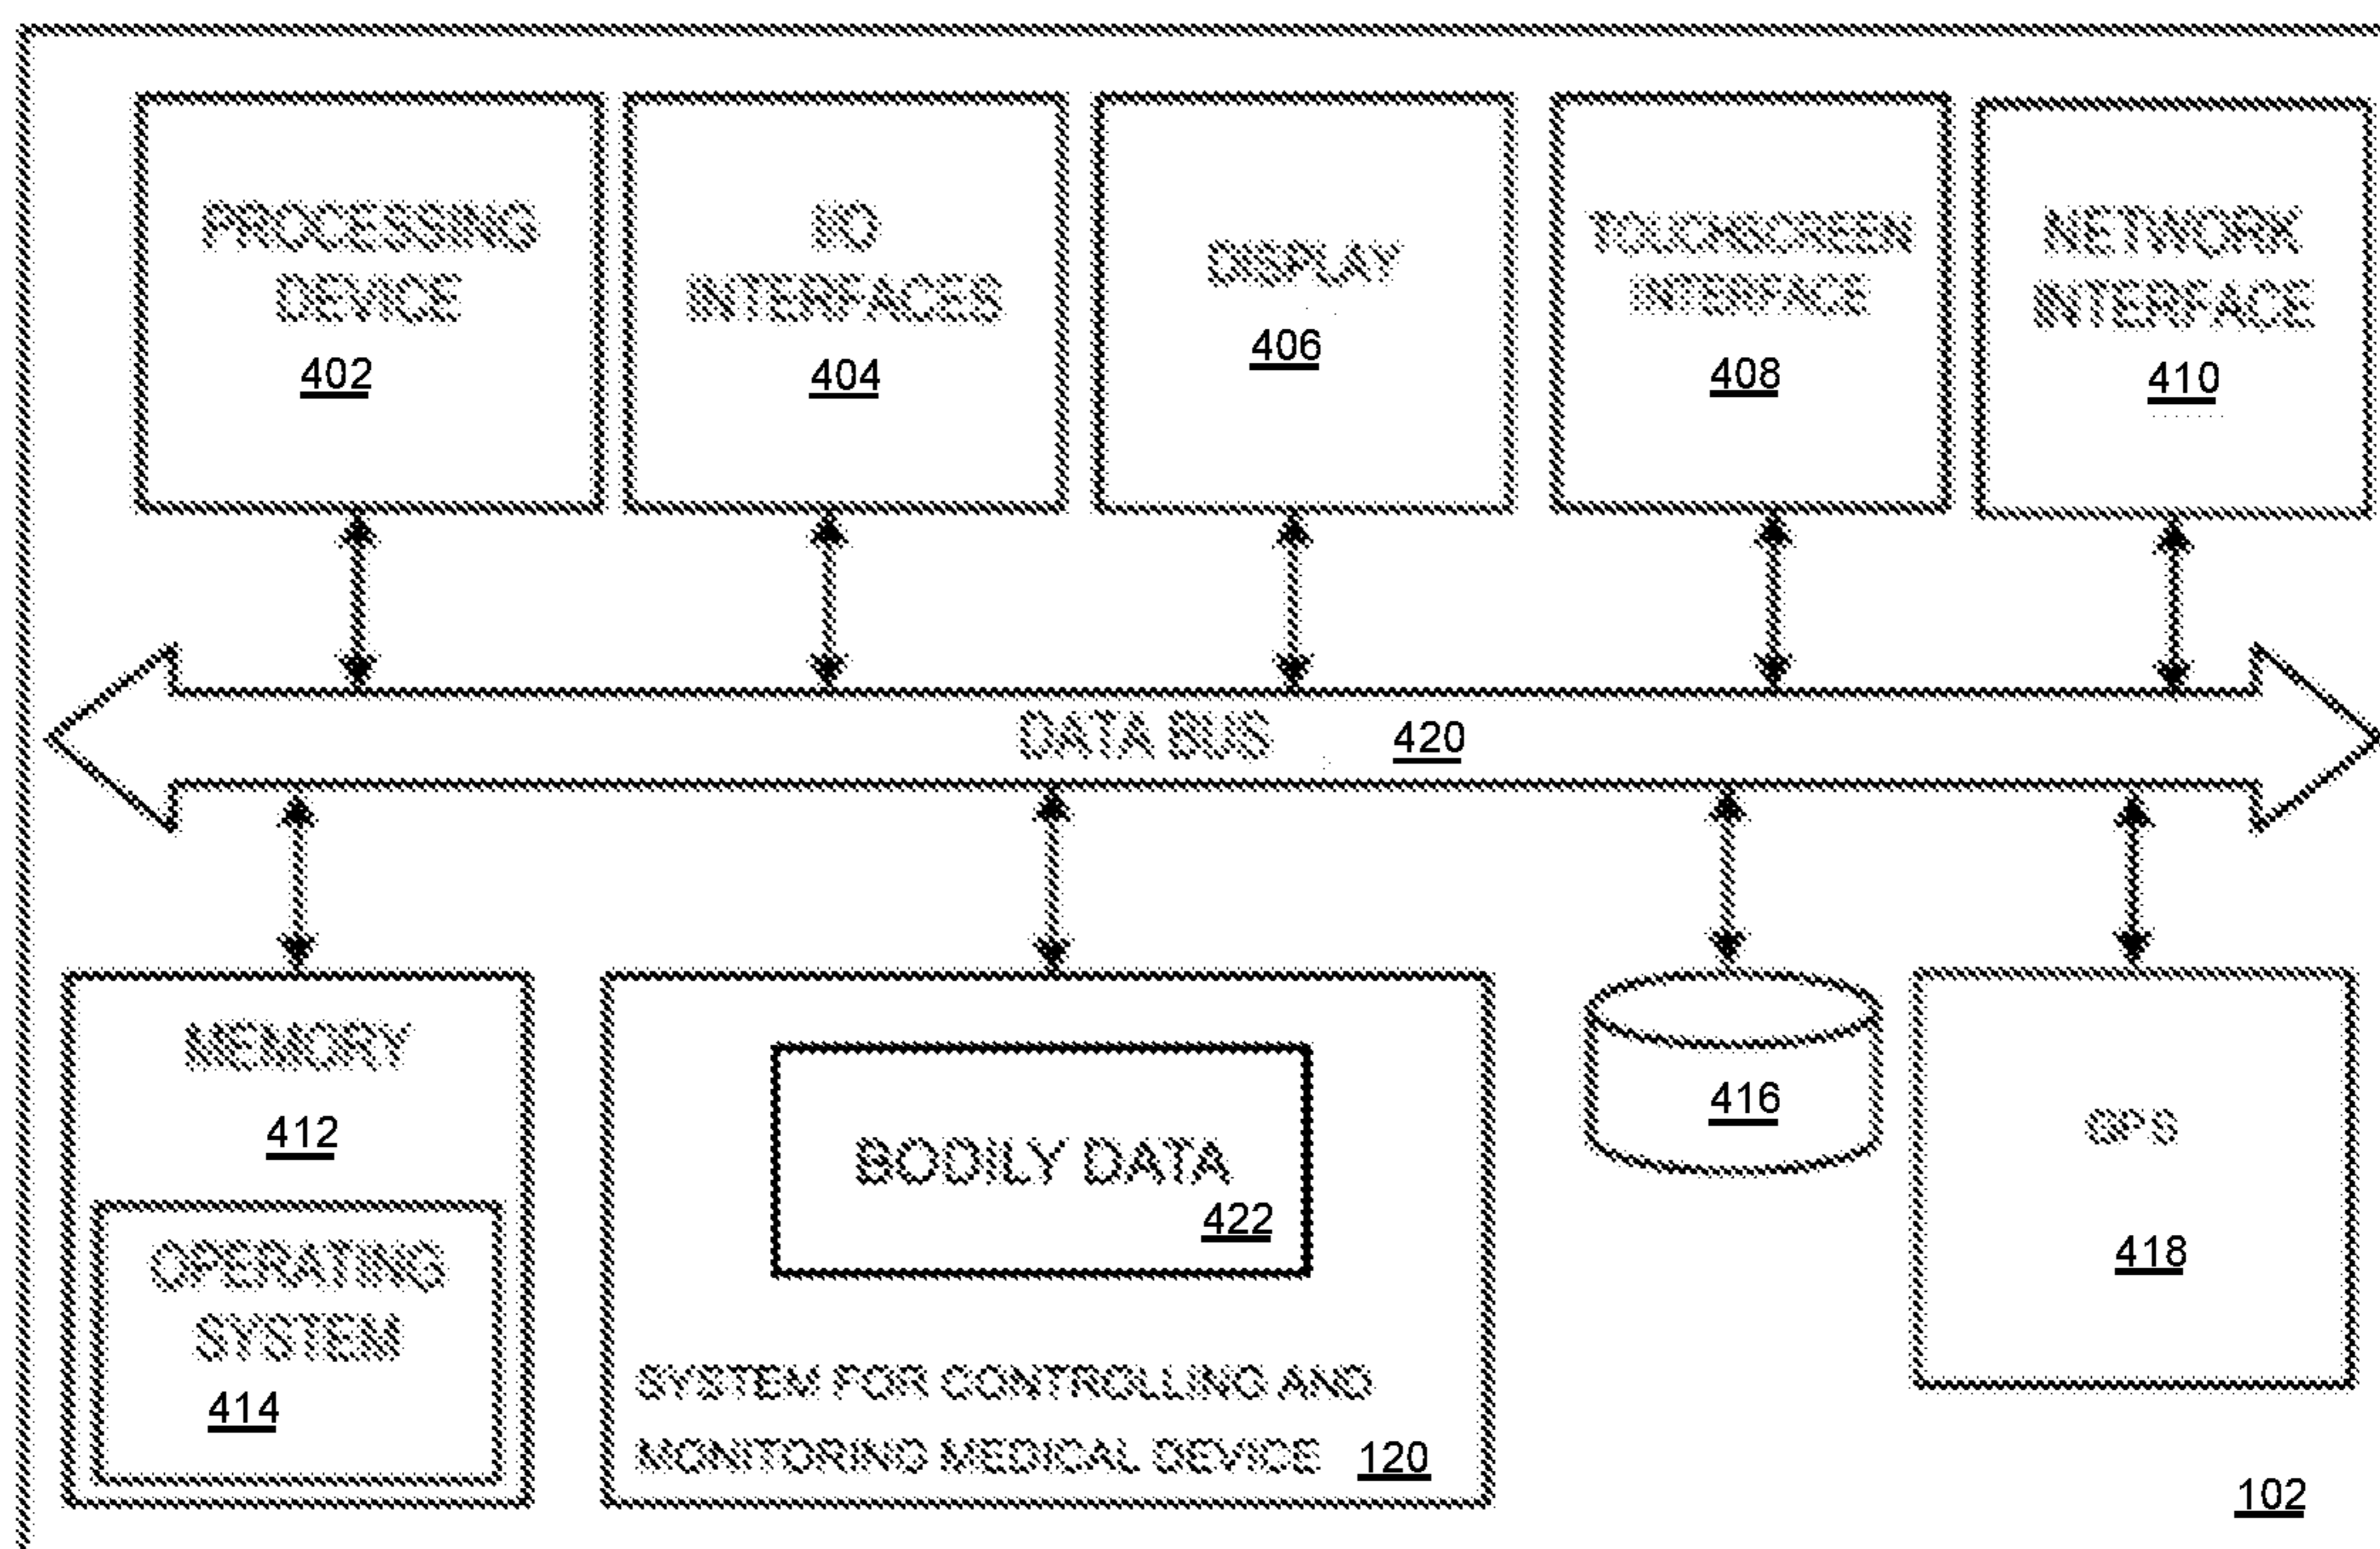 PROCESSING
DEVICE
402
I/O
INTERFACES
404
DISPLAY
406
TOUCHSCREEN
INTERFACE
408
NETWORK
INTERFACE
410
DATA BUS 420
MEMORY
412
OPERATING
SYSTEM
414
BODILY DATA
422
SYSTEM FOR CONTROLLING AND
MONITORING MEDICAL DEVICE 120
416
GPS
418
102